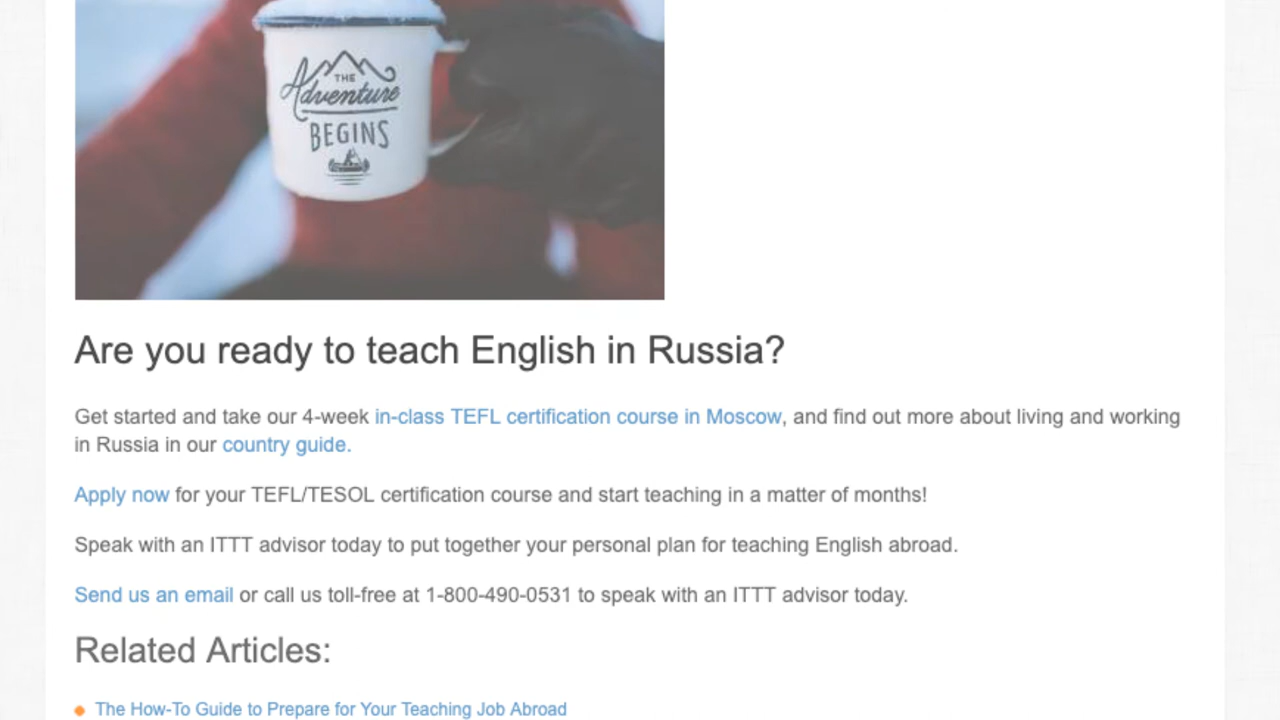 THE
Adventure
BEGINS
Are you ready to teach English in Russia?
Get started and take our 4-week in-class TEFL certification course in Moscow, and find out more about living and working
in Russia in our country guide.
Apply now for your TEFL/TESOL certification course and start teaching in a matter of months!
Speak with an ITTT advisor today to put together your personal plan for teaching English abroad.
Send us an email or call us toll-free at 1-800-490-0531 to speak with an ITTT advisor today.
Related Articles:
The How-To Guide to Prepare for Your Teaching Job Abroad